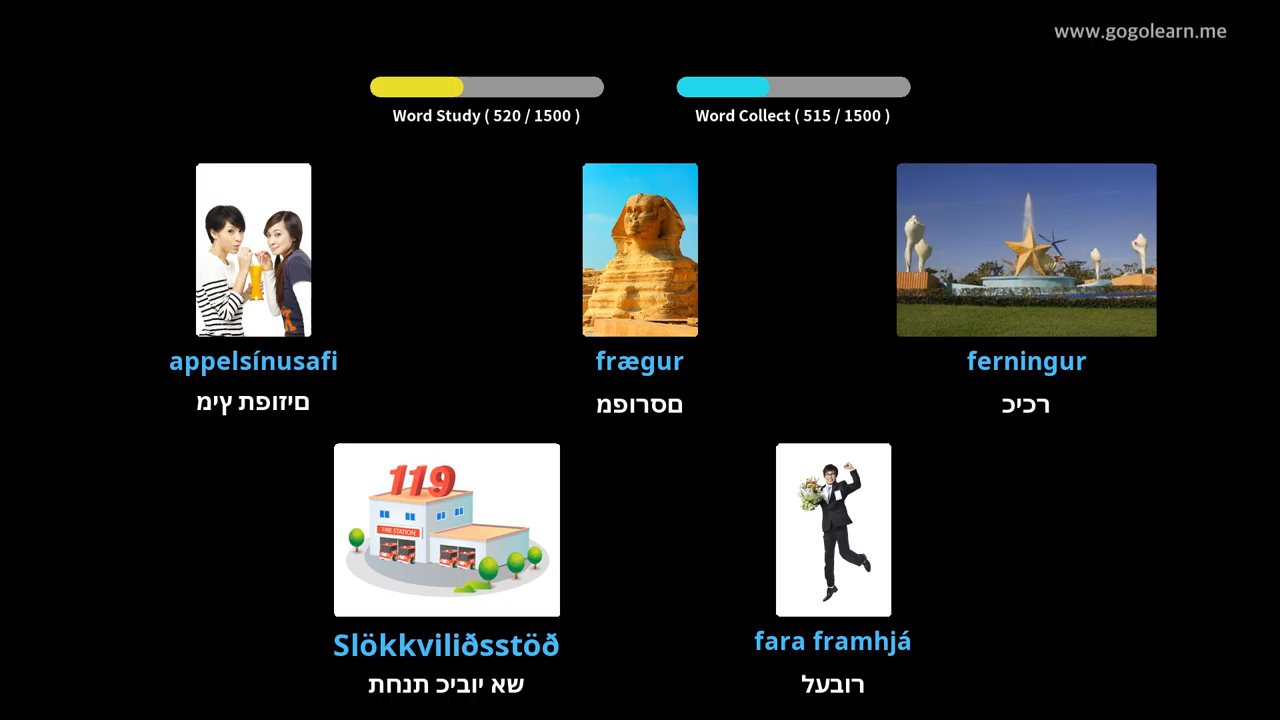 www.gogolearn.me
Word Study ( 520 / 1500 )
Word Collect ( 515 / 1500 )
appelsínusafi
םיזופת ץימ
frægur
םסרופמ
ferningur
רכיכ
119
FIRE STATION
Slökkviliðsstöð
שא יוביכ תנחת
fara framhjá
רובעל